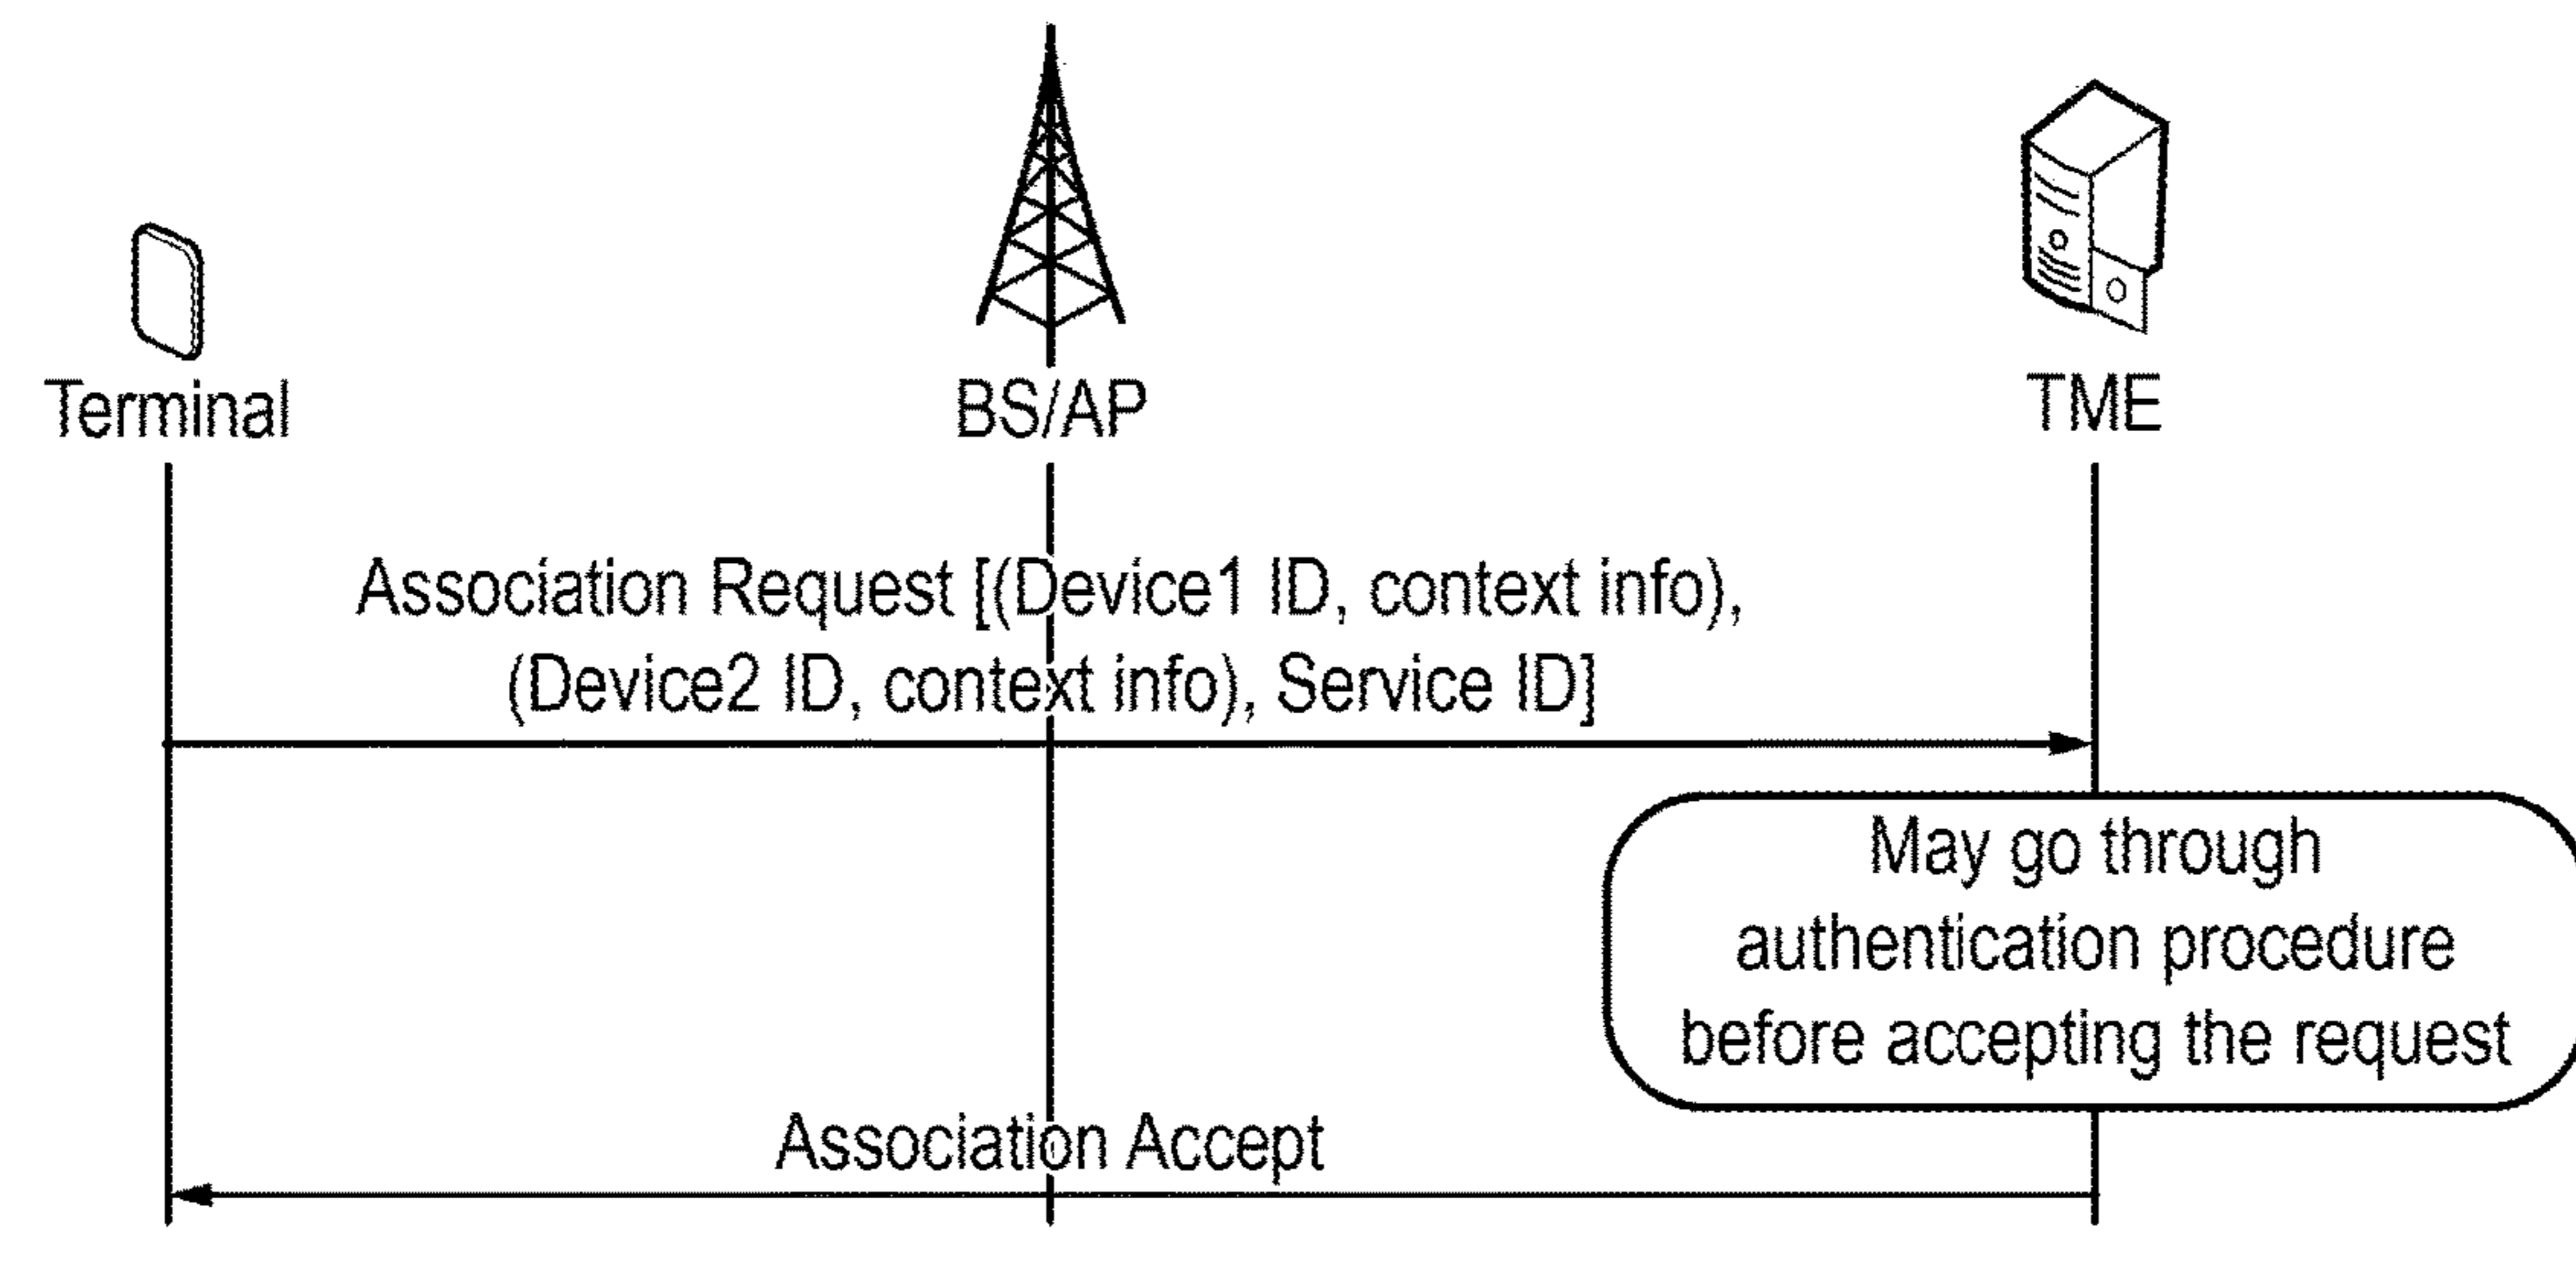 Terminal
BS/AP
TME
Association Request [(Device1 ID, context info),
(Device2 ID, context info), Service ID]
May go through
authentication procedure
before accepting the request
Association Accept